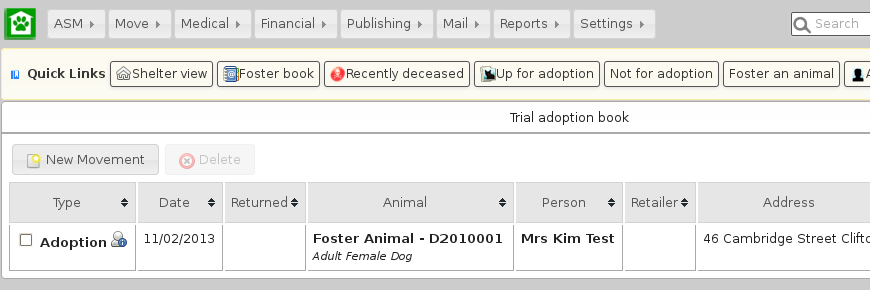 ASM Move Medical Financial Publishing Mail Reports Settings Search
Quick Links Shelter view Foster book Recently deceased Up for adoption Not for adoption Foster an animal A
Trial adoption book
New Movement Delete
Type Date Returned Animal Person Retailer Address
Adoption 11/02/2013 Foster Animal - D2010001 Mrs Kim Test 46 Cambridge Street Clifto
Adult Female Dog